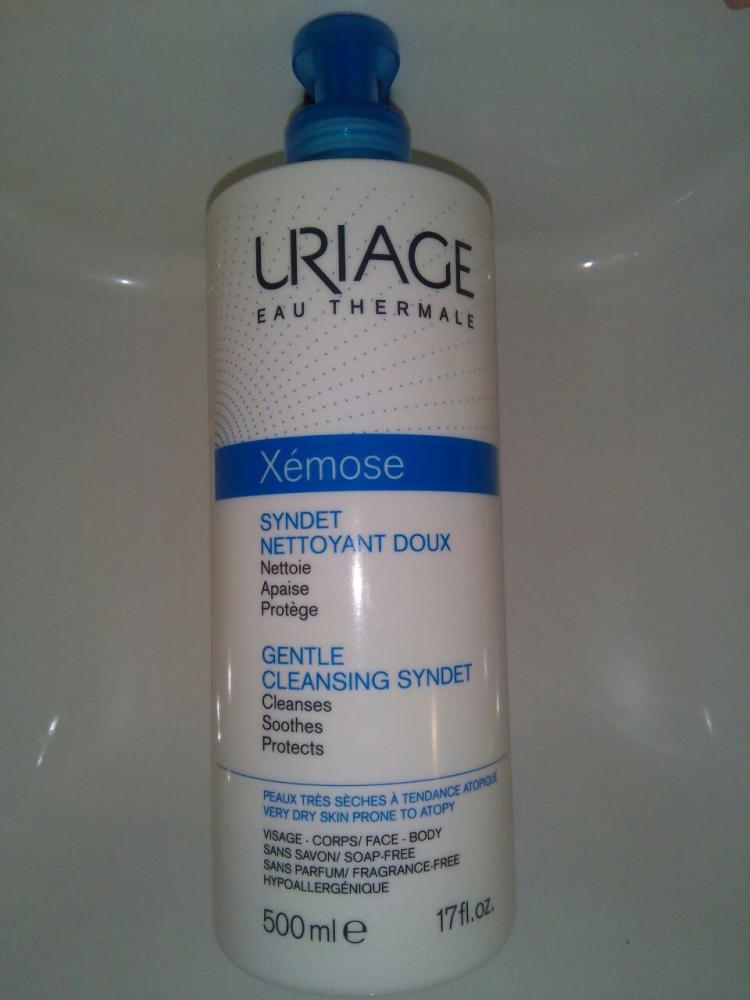 URIAGE
EAU THERMALE
Xémose
SYNDET
NETTOYANT DOUX
Nettoie
Apaise
Protège
GENTLE
CLEANSING SYNDET
Cleanses
Soothes
Protects
PEAUX TRÈS SÈCHES À TENDANCE ATOPIQUE
VERY DRY SKIN PRONE TO ATOPY
VISAGE - CORPS/ FACE - BODY
SANS SAVON/ SOAP-FREE
SANS PARFUM/ FRAGRANCE-FREE
HYPOALLERGÉNIQUE
500 ml e 17fl.oz.